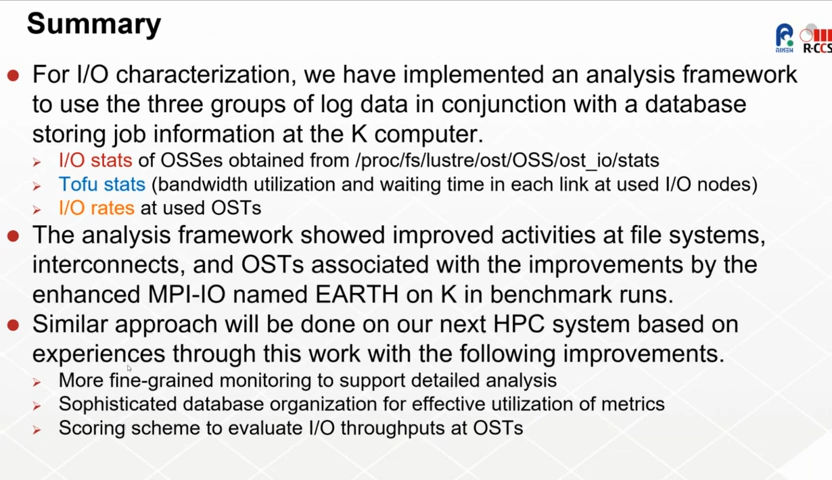 Summary
RIKEN R-CCS
For I/O characterization, we have implemented an analysis framework
to use the three groups of log data in conjunction with a database
storing job information at the K computer.
I/O stats of OSSes obtained from /proc/fs/lustre/ost/OSS/ost_io/stats
Tofu stats (bandwidth utilization and waiting time in each link at used I/O nodes)
I/O rates at used OSTs
The analysis framework showed improved activities at file systems,
interconnects, and OSTs associated with the improvements by the
enhanced MPI-IO named EARTH on K in benchmark runs.
Similar approach will be done on our next HPC system based on
experiences through this work with the following improvements.
More fine-grained monitoring to support detailed analysis
Sophisticated database organization for effective utilization of metrics
Scoring scheme to evaluate I/O throughputs at OSTs